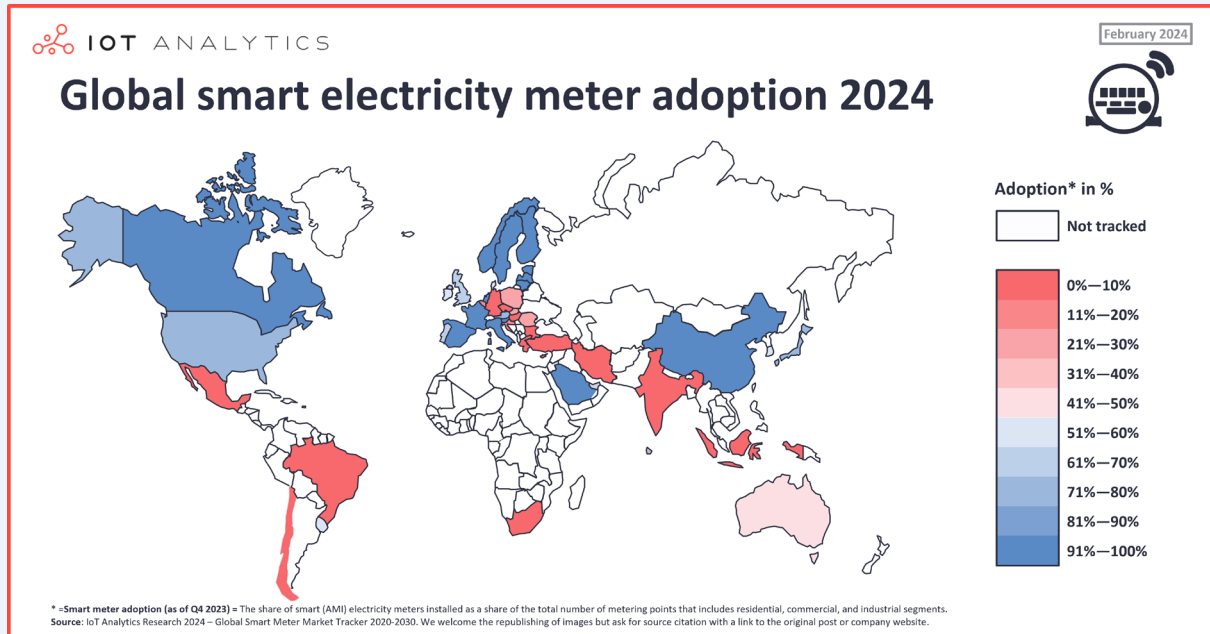 IOT ANALYTICS
February 2024
Global smart electricity meter adoption 2024
Adoption* in %
Not tracked
0%—10%
11%—20%
21%—30%
31%—40%
41%—50%
51%—60%
61%—70%
71%—80%
81%—90%
91%—100%
* =Smart meter adoption (as of Q4 2023) = The share of smart (AMI) electricity meters installed as a share of the total number of metering points that includes residential, commercial, and industrial segments.
Source: IoT Analytics Research 2024 – Global Smart Meter Market Tracker 2020-2030. We welcome the republishing of images but ask for source citation with a link to the original post or company website.